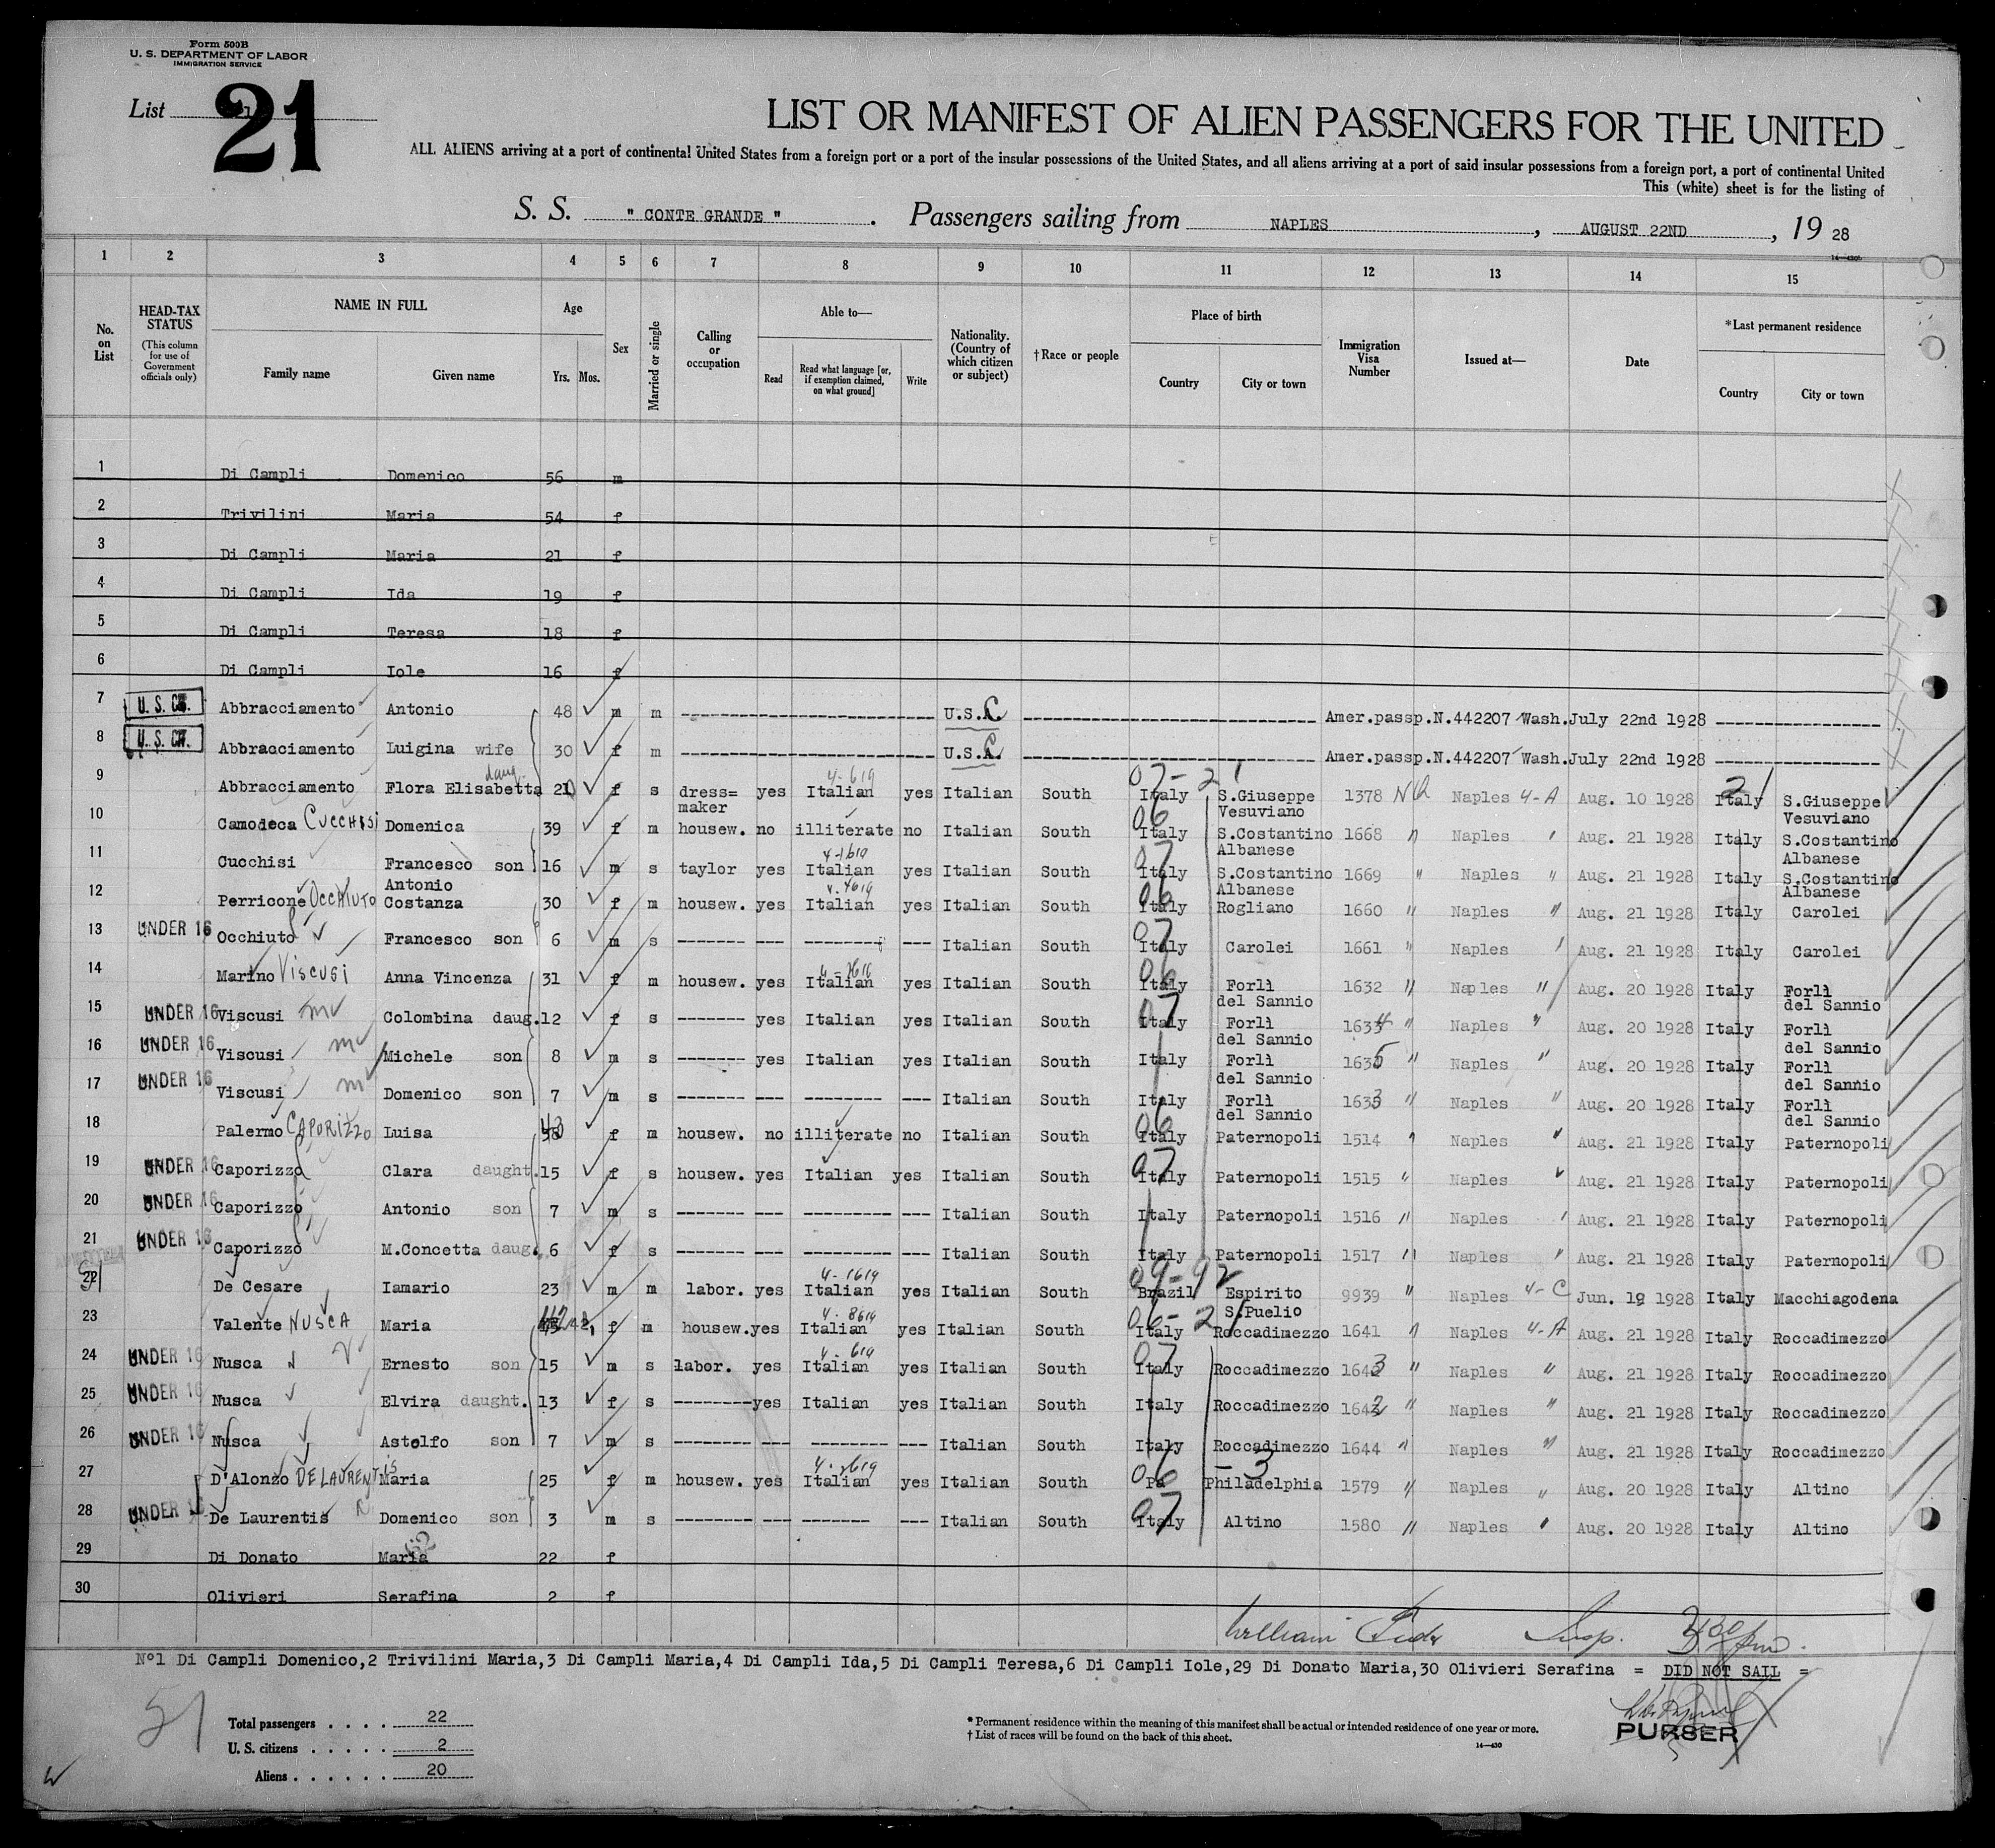 Form 500B
U. S. DEPARTMENT OF LABOR
IMMIGRATION SERVICE
List 21
LIST OR MANIFEST OF ALIEN PASSENGERS FOR THE UNITED
ALL ALIENS arriving at a port of continental United States from a foreign port or a port of the insular possessions of the United States, and all aliens arriving at a port of said insular possessions from a foreign port, a port of continental United
This (white) sheet is for the listing of
S. S. " CONTE GRANDE " . Passengers sailing from NAPLES , AUGUST 22ND , 19 28
1 2 3 4 5 6 7 8 9 10 11 12 13 14 15
No. on List
HEAD-TAX STATUS (This column for use of Government officials only)
NAME IN FULL Family name Given name
Age Yrs. Mos.
Sex
Married or single
Calling or occupation
Able to— Read Read what language [or, if exemption claimed, on what ground] Write
Nationality. (Country of which citizen or subject)
†Race or people
Place of birth Country City or town
Immigration Visa Number
Issued at—
Date
*Last permanent residence Country City or town
1 Di Campli Domenico 56 m
2 Trivilini Maria 54 f
3 Di Campli Maria 21 f
4 Di Campli Ida 19 f
5 Di Campli Teresa 18 f
6 Di Campli Iole 16 f
7 U. S. Abbracciamento Antonio 48 m m U.S.C Amer.passp.N.442207 Wash.July 22nd 1928
8 U. S. Abbracciamento Luigina wife 30 f m U.S.C Amer.passp.N.442207 Wash.July 22nd 1928
07-21 21
9 Abbracciamento Flora Elisabetta daug. 20 f s dress=maker yes Italian yes Italian South Italy S.Giuseppe Vesuviano 1378 Naples 4-A Aug. 10 1928 Italy S.Giuseppe Vesuviano
10 Camodeca CUCCHISI Domenica 39 f m housew. no illiterate no Italian South 06 Italy S.Costantino Albanese 1668 " Naples " Aug. 21 1928 Italy S.Costantino Albanese
11 Cucchisi Francesco Antonio son 16 m s taylor yes Italian yes Italian South 07 Italy S.Costantino Albanese 1669 " Naples " Aug. 21 1928 Italy S.Costantino Albanese
12 Perricone OCCHIUTO Costanza 30 f m housew. yes Italian yes Italian South 06 Italy Rogliano 1660 " Naples " Aug. 21 1928 Italy Carolei
13 UNDER 16 Occhiuto Francesco son 6 m s Italian South 07 Italy Carolei 1661 " Naples " Aug. 21 1928 Italy Carolei
14 Marino VISCUSI Anna Vincenza 31 f m housew. yes Italian yes Italian South 06 Italy Forlì del Sannio 1632 " Naples " Aug. 20 1928 Italy Forlì del Sannio
15 UNDER 16 Viscusi Colombina daug. 12 f s yes Italian yes Italian South 07 Italy Forlì del Sannio 1634 " Naples " Aug. 20 1928 Italy Forlì del Sannio
16 UNDER 16 Viscusi Michele son 8 m s yes Italian yes Italian South Italy Forlì del Sannio 1635 " Naples " Aug. 20 1928 Italy Forlì del Sannio
17 UNDER 16 Viscusi Domenico son 7 m s Italian South Italy Forlì del Sannio 1633 " Naples " Aug. 20 1928 Italy Forlì del Sannio
18 Palermo CAPORIZZO Luisa f m housew. no illiterate no Italian South 06 Italy Paternopoli 1514 " Naples " Aug. 21 1928 Italy Paternopoli
19 UNDER 16 Caporizzo Clara daught. 15 f s housew. yes Italian yes Italian South 07 Italy Paternopoli 1515 " Naples " Aug. 21 1928 Italy Paternopoli
20 UNDER 16 Caporizzo Antonio son 7 m s Italian South Italy Paternopoli 1516 " Naples " Aug. 21 1928 Italy Paternopoli
21 UNDER 16 Caporizzo M.Concetta daug. 6 f s Italian South Italy Paternopoli 1517 " Naples " Aug. 21 1928 Italy Paternopoli
22 De Cesare Iamario 23 m m labor. yes Italian yes Italian South Brazil Espirito S.Puelio 9939 " Naples 4-C Jun. 19 1928 Italy Macchiagodena
23 Valente NUSCA Maria f m housew. yes Italian yes Italian South 06-2 Italy Roccadimezzo 1641 " Naples 4-A Aug. 21 1928 Italy Roccadimezzo
24 UNDER 16 Nusca Ernesto son 15 m s labor. yes Italian yes Italian South 07 Italy Roccadimezzo 1643 " Naples " Aug. 21 1928 Italy Roccadimezzo
25 UNDER 16 Nusca Elvira daught. 13 f s yes Italian yes Italian South Italy Roccadimezzo 1642 " Naples " Aug. 21 1928 Italy Roccadimezzo
26 UNDER 16 Nusca Astolfo son 7 m s Italian South Italy Roccadimezzo 1644 " Naples " Aug. 21 1928 Italy Roccadimezzo
27 D'Alonzo DE LAURENTIS Maria 25 f m housew. yes Italian yes Italian South 06-3 Pa Philadelphia 1579 " Naples " Aug. 20 1928 Italy Altino
28 UNDER De Laurentis Domenico son 3 m s Italian South 07 Italy Altino 1580 " Naples " Aug. 20 1928 Italy Altino
29 Di Donato Maria 22 f
30 Olivieri Serafina 2 f
William Insp.
N°1 Di Campli Domenico,2 Trivilini Maria,3 Di Campli Maria,4 Di Campli Ida,5 Di Campli Teresa,6 Di Campli Iole,29 Di Donato Maria,30 Olivieri Serafina = DID NOT SAIL =
Total passengers . . . . 22
U. S. citizens . . . . . 2
Aliens . . . . . . 20
* Permanent residence within the meaning of this manifest shall be actual or intended residence of one year or more.
† List of races will be found on the back of this sheet.
14—430
PURSER